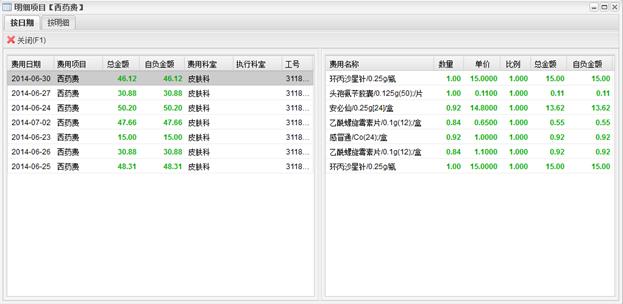 明细项目【西药费】
按日期 按明细
关闭(F1)
费用日期 费用项目 总金额 自负金额 费用科室 执行科室 工号
2014-06-30 西药费 46.12 46.12 皮肤科 3118...
2014-06-27 西药费 30.88 30.88 皮肤科 3118...
2014-06-24 西药费 50.20 50.20 皮肤科 3118...
2014-07-02 西药费 47.66 47.66 皮肤科 3118...
2014-06-23 西药费 15.00 15.00 皮肤科 3118...
2014-06-26 西药费 30.88 30.88 皮肤科 3118...
2014-06-25 西药费 48.31 48.31 皮肤科 3118...
费用名称 数量 单价 比例 总金额 自负金额
环丙沙星针/0.25g/瓶 1.00 15.0000 1.000 15.00 15.00
头孢氨苄胶囊/0.125g(50)/片 1.00 0.1100 1.000 0.11 0.11
安必仙/0.25g[24]/盒 0.92 14.8000 1.000 13.62 13.62
乙酰螺旋霉素片/0.1g(12)/盒 0.84 0.6500 1.000 0.55 0.55
感冒通/Co(24)/盒 0.92 1.0000 1.000 0.92 0.92
乙酰螺旋霉素片/0.1g(12)/盒 0.84 1.1000 1.000 0.92 0.92
环丙沙星针/0.25g/瓶 1.00 15.0000 1.000 15.00 15.00